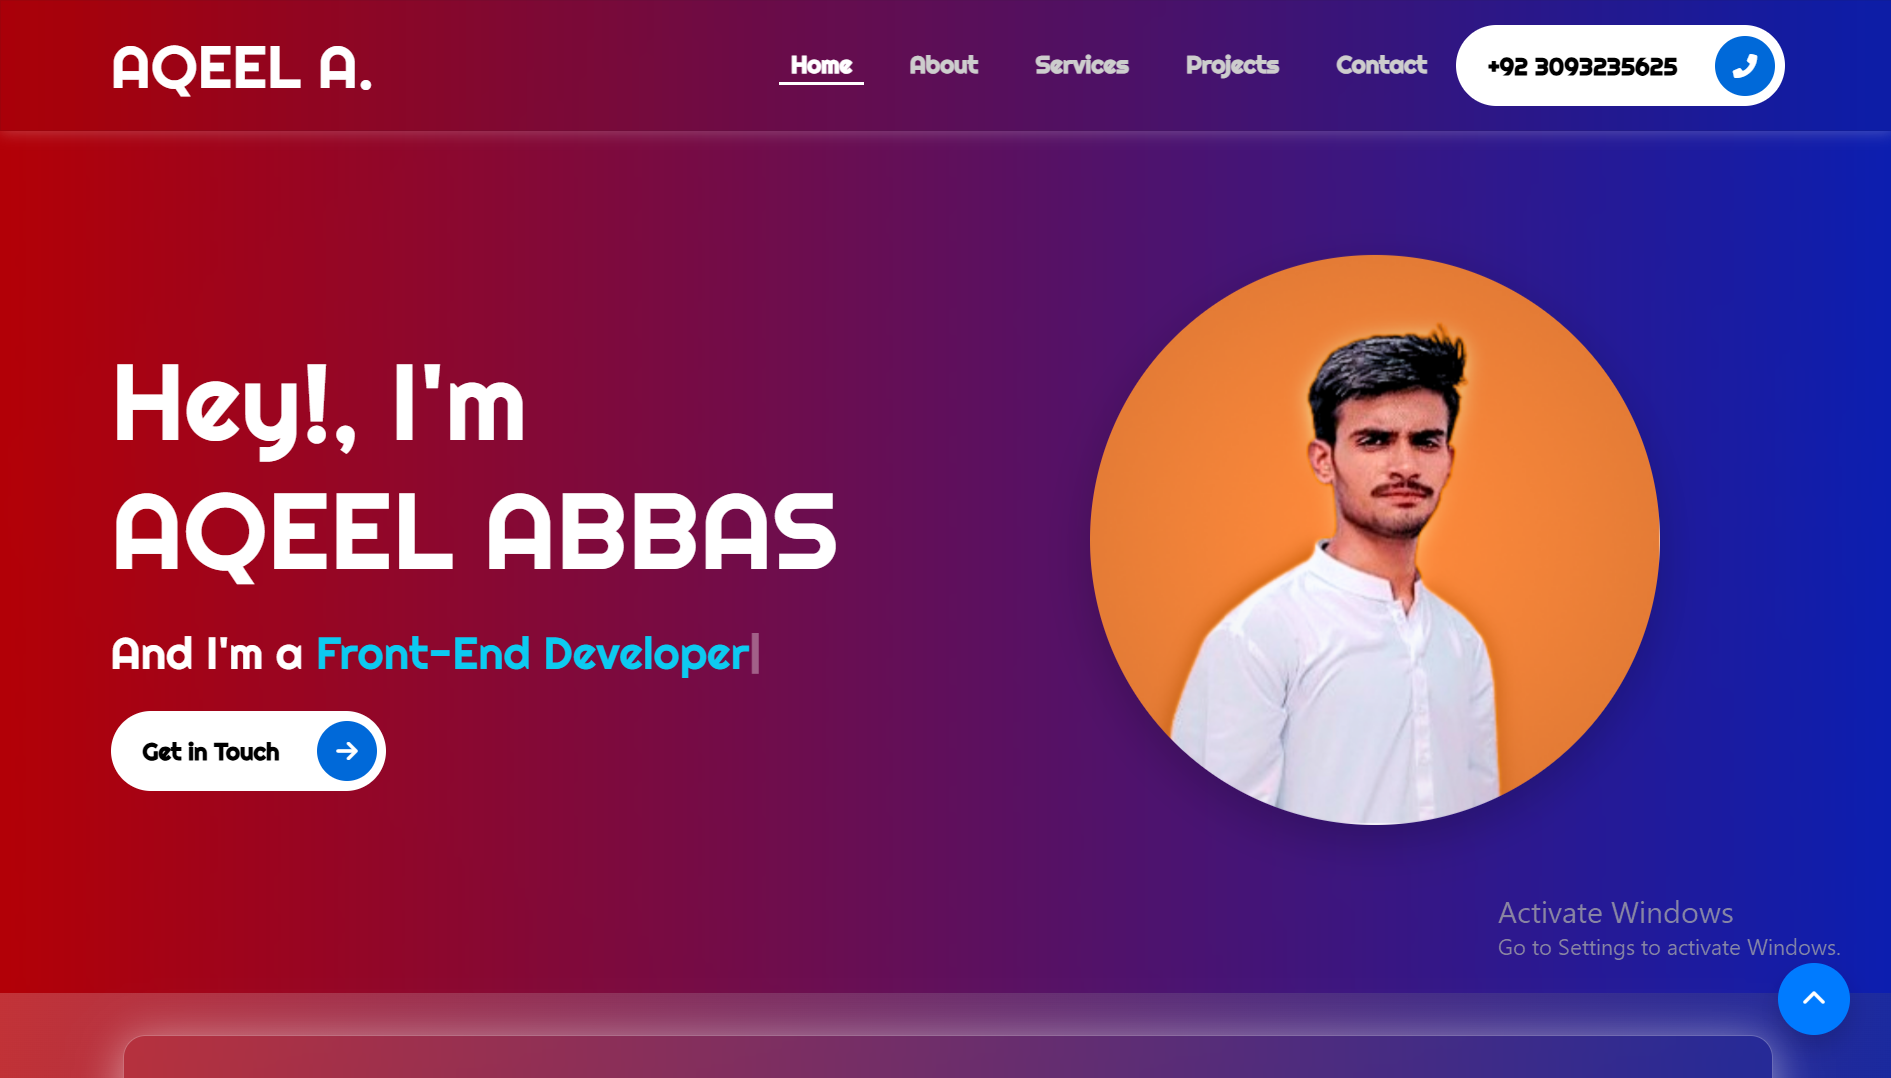 AQEEL A.
Home About Services Projects Contact +92 3093235625
Hey!, I'm
AQEEL ABBAS
And I'm a Front-End Developer
Get in Touch
Activate Windows
Go to Settings to activate Windows.